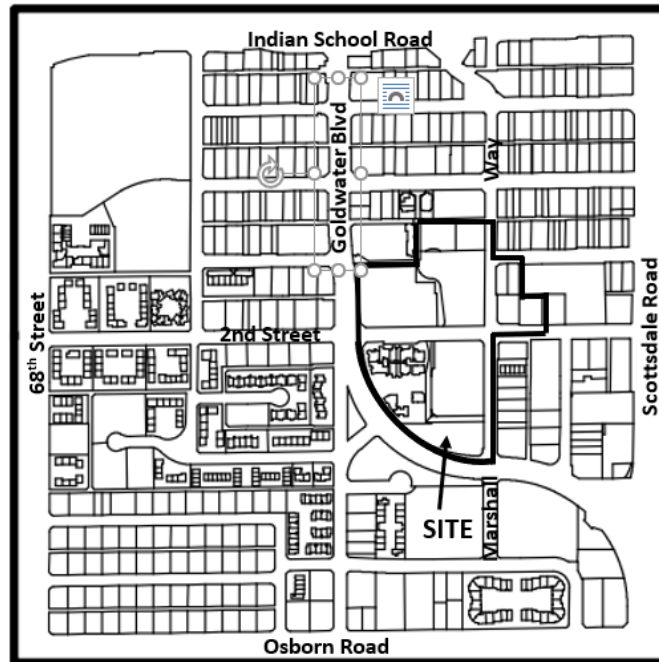 Indian School Road
Goldwater Blvd
Way
68th Street
2nd Street
Scottsdale Road
SITE
Marshall
Osborn Road